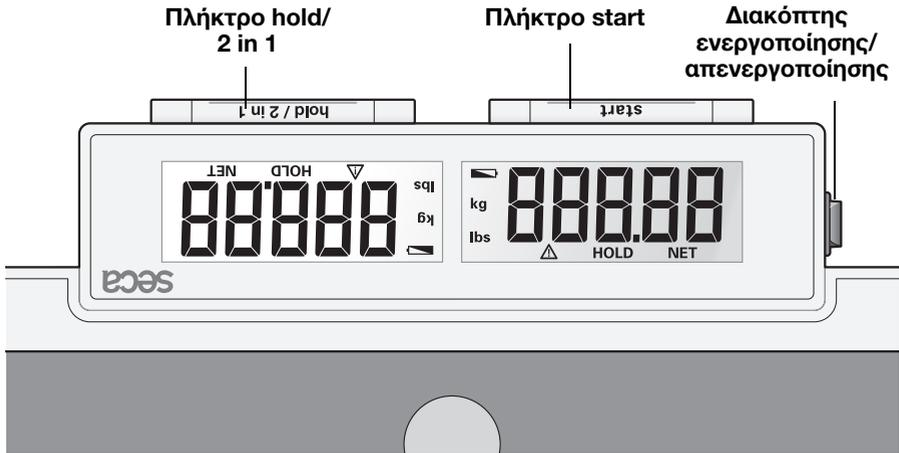 Πλήκτρο hold/
2 in 1
Πλήκτρο start
Διακόπτης
ενεργοποίησης/
απενεργοποίησης
hold / 2 in 1
start
NET HOLD
88.888
lbs
kg
seca
kg
lbs
888.88
HOLD NET